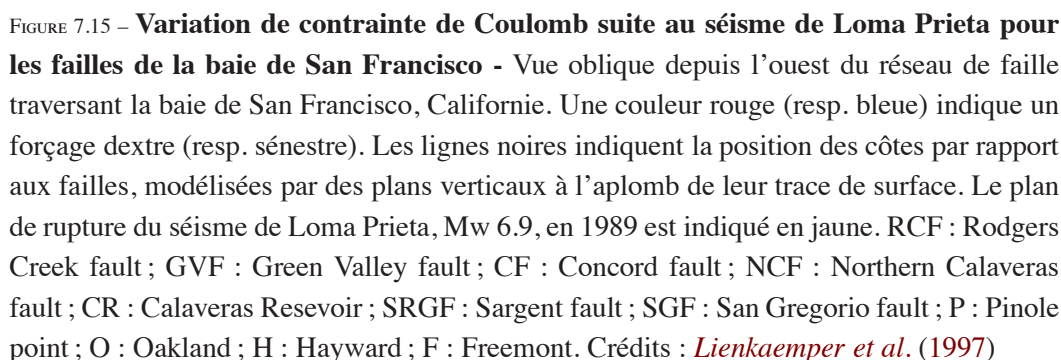 FIGURE 7.15 – Variation de contrainte de Coulomb suite au séisme de Loma Prieta pour
les failles de la baie de San Francisco - Vue oblique depuis l’ouest du réseau de faille
traversant la baie de San Francisco, Californie. Une couleur rouge (resp. bleue) indique un
forçage dextre (resp. sénestre). Les lignes noires indiquent la position des côtes par rapport
aux failles, modélisées par des plans verticaux à l’aplomb de leur trace de surface. Le plan
de rupture du séisme de Loma Prieta, Mw 6.9, en 1989 est indiqué en jaune. RCF : Rodgers
Creek fault ; GVF : Green Valley fault ; CF : Concord fault ; NCF : Northern Calaveras
fault ; CR : Calaveras Resevoir ; SRGF : Sargent fault ; SGF : San Gregorio fault ; P : Pinole
point ; O : Oakland ; H : Hayward ; F : Freemont. Crédits : Lienkaemper et al. (1997)